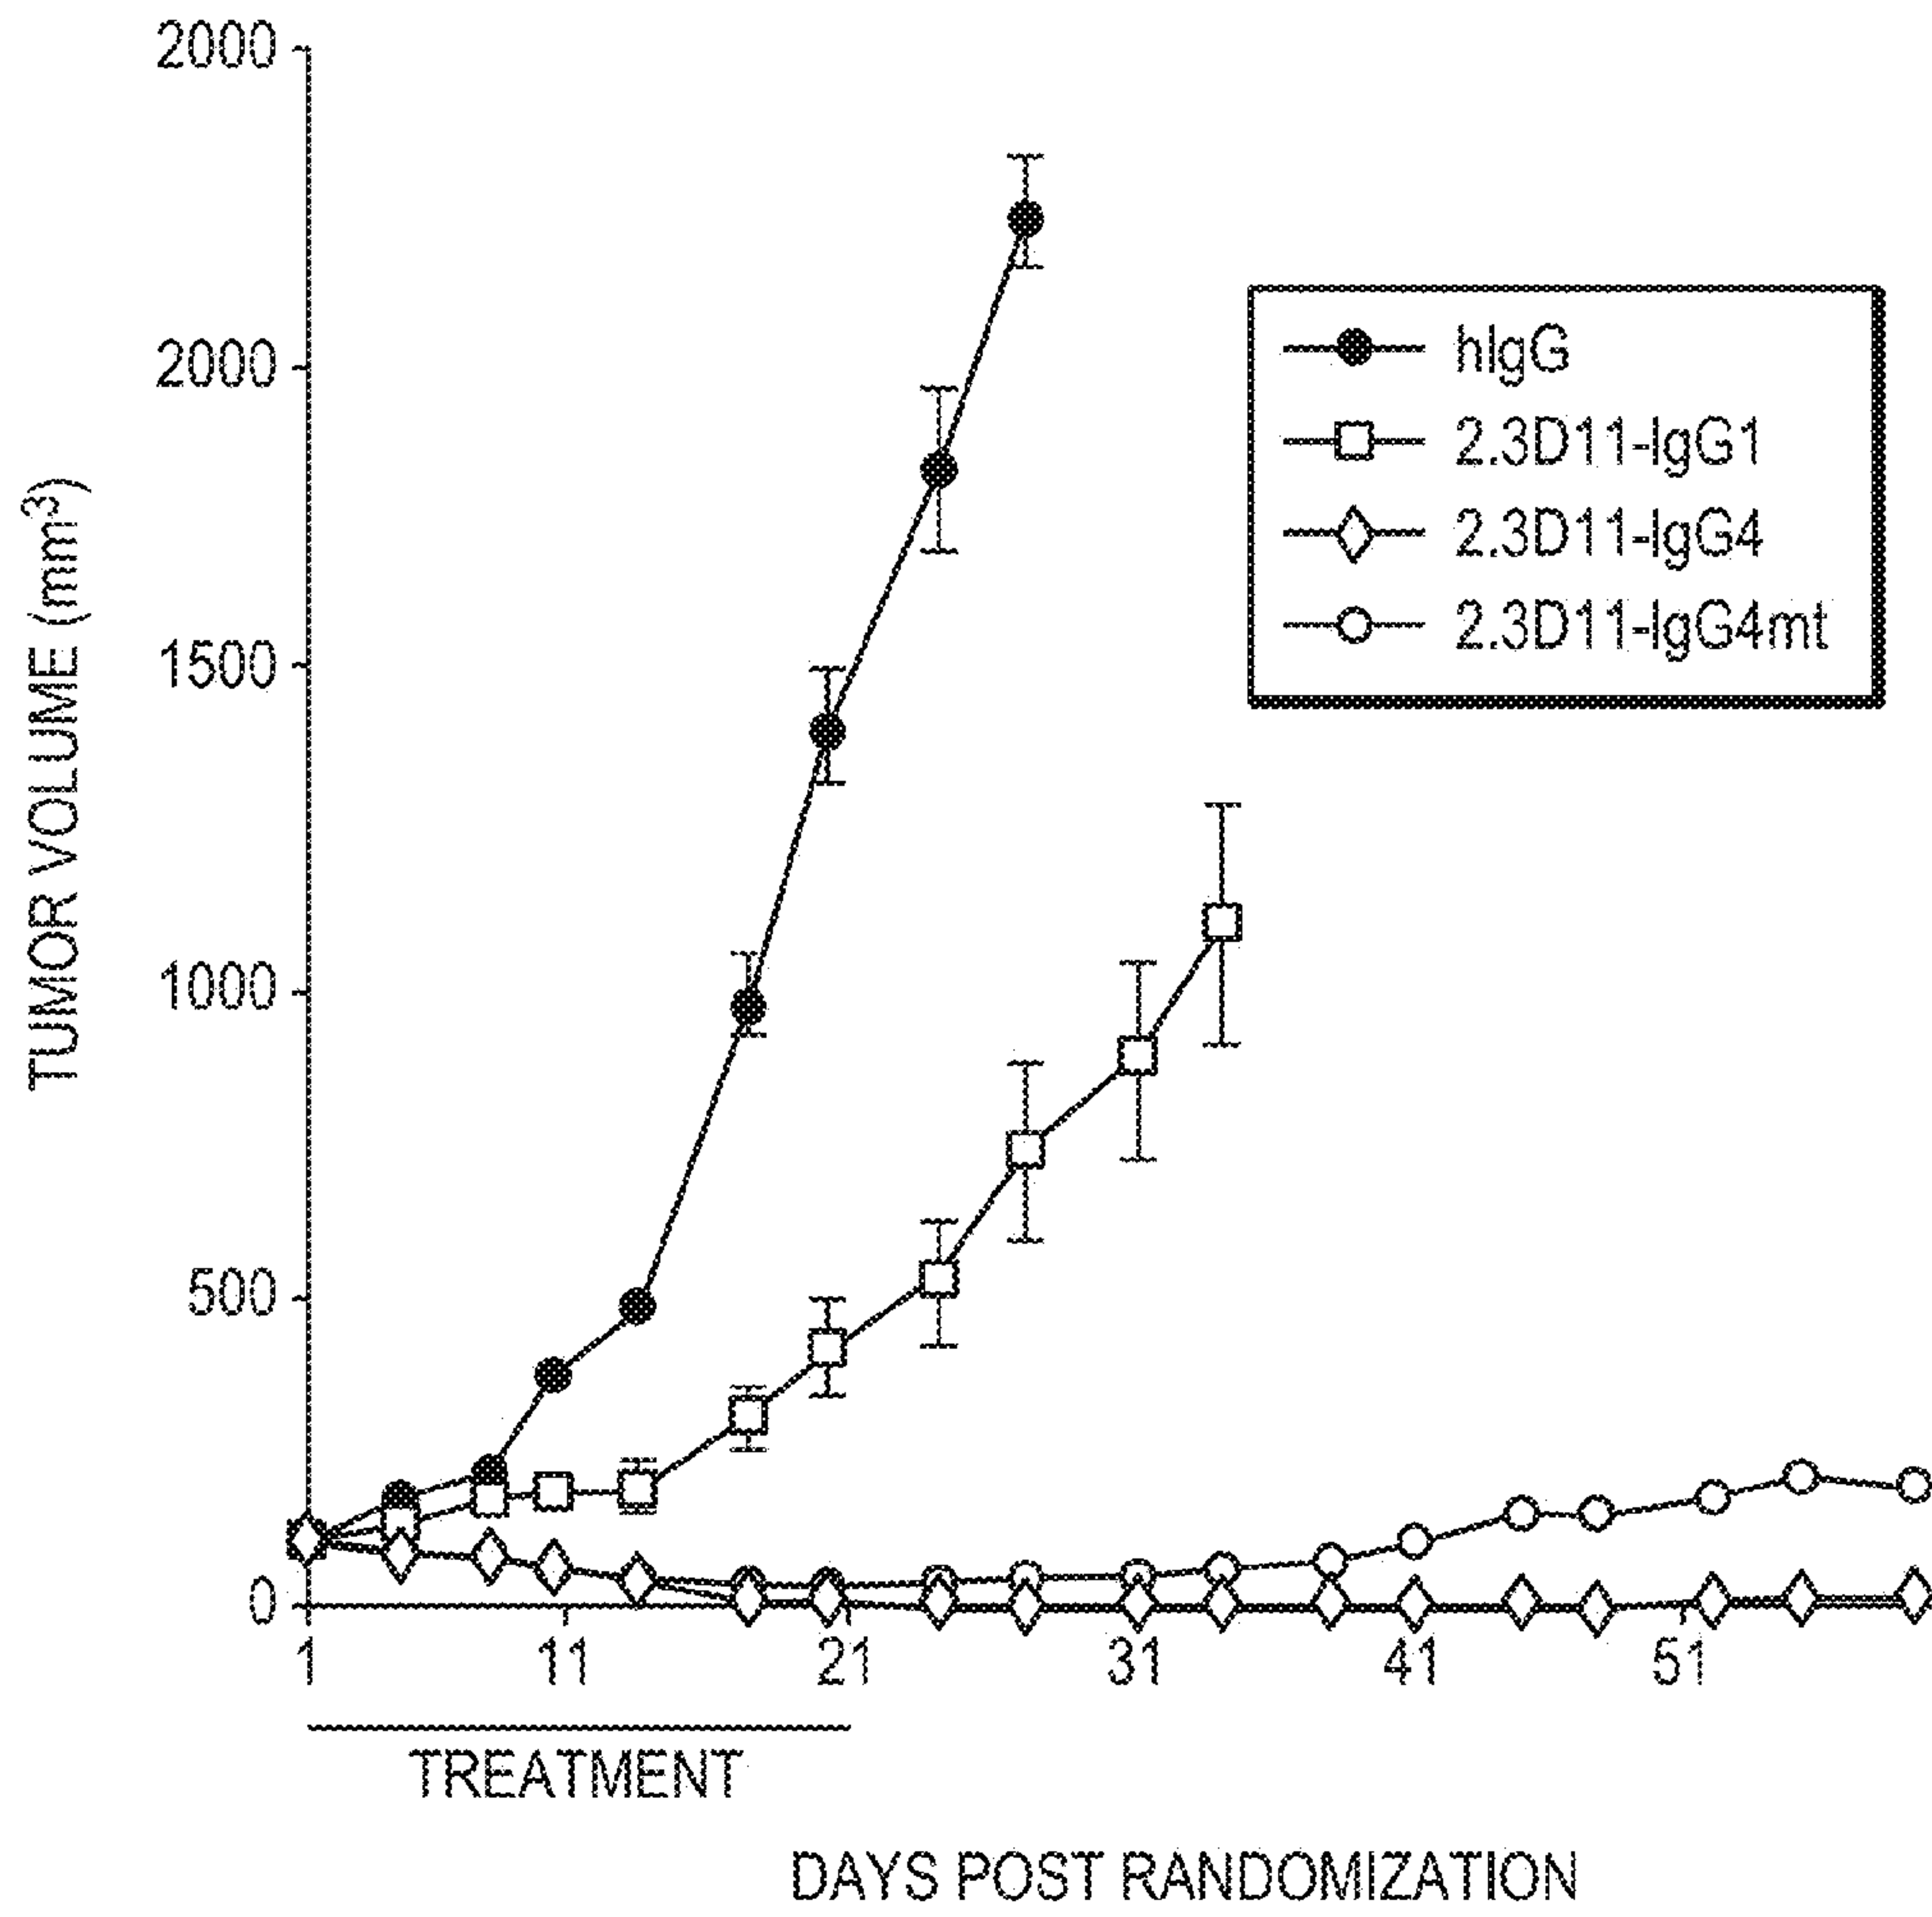 TUMOR VOLUME (mm³)
2000
2000
1500
1000
500
0
hIgG
2.3D11-IgG1
2.3D11-IgG4
2.3D11-IgG4mt
1 11 21 31 41 51
TREATMENT
DAYS POST RANDOMIZATION